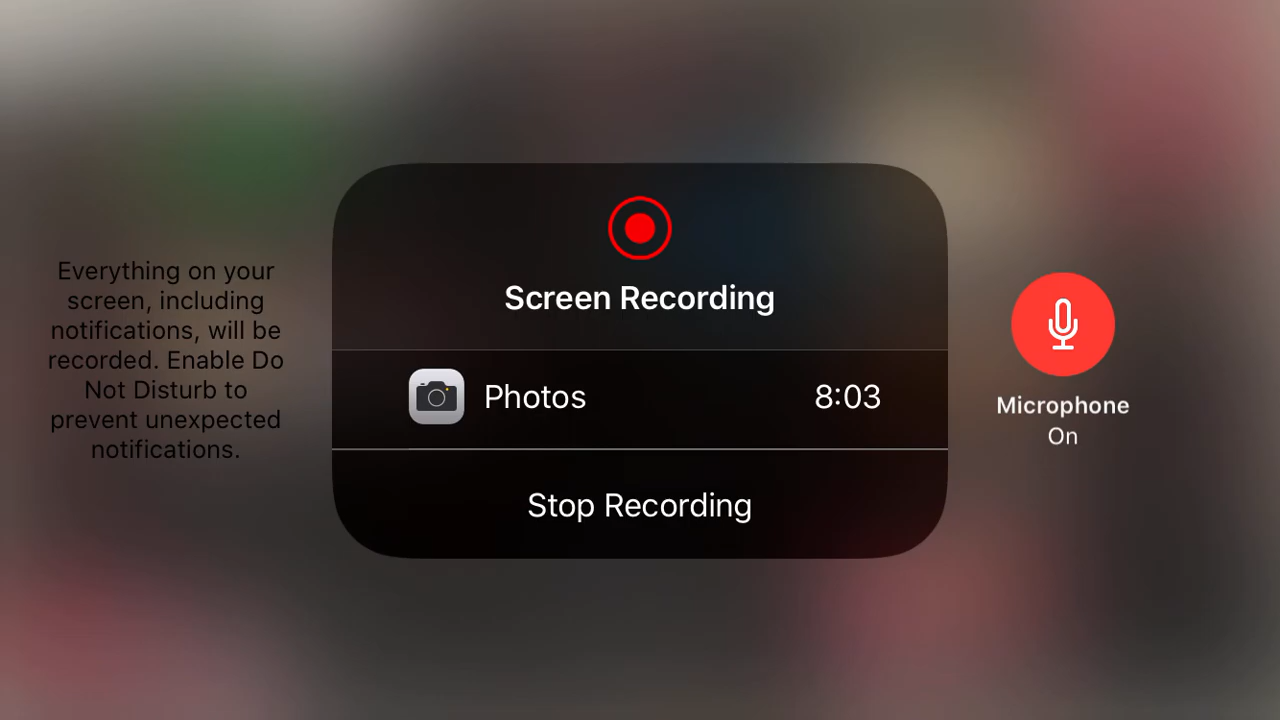 Everything on your
screen, including
notifications, will be
recorded. Enable Do
Not Disturb to
prevent unexpected
notifications.
Screen Recording
Photos 8:03
Stop Recording
Microphone
On